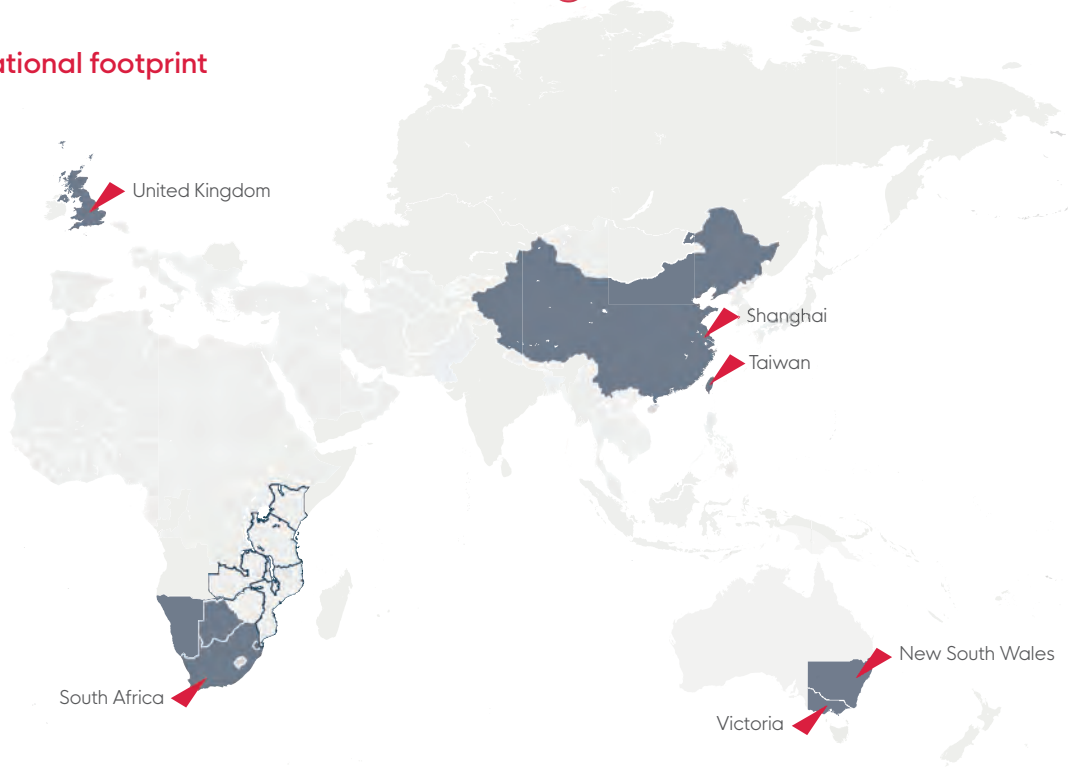 ational footprint
United Kingdom
Shanghai
Taiwan
New South Wales
South Africa
Victoria